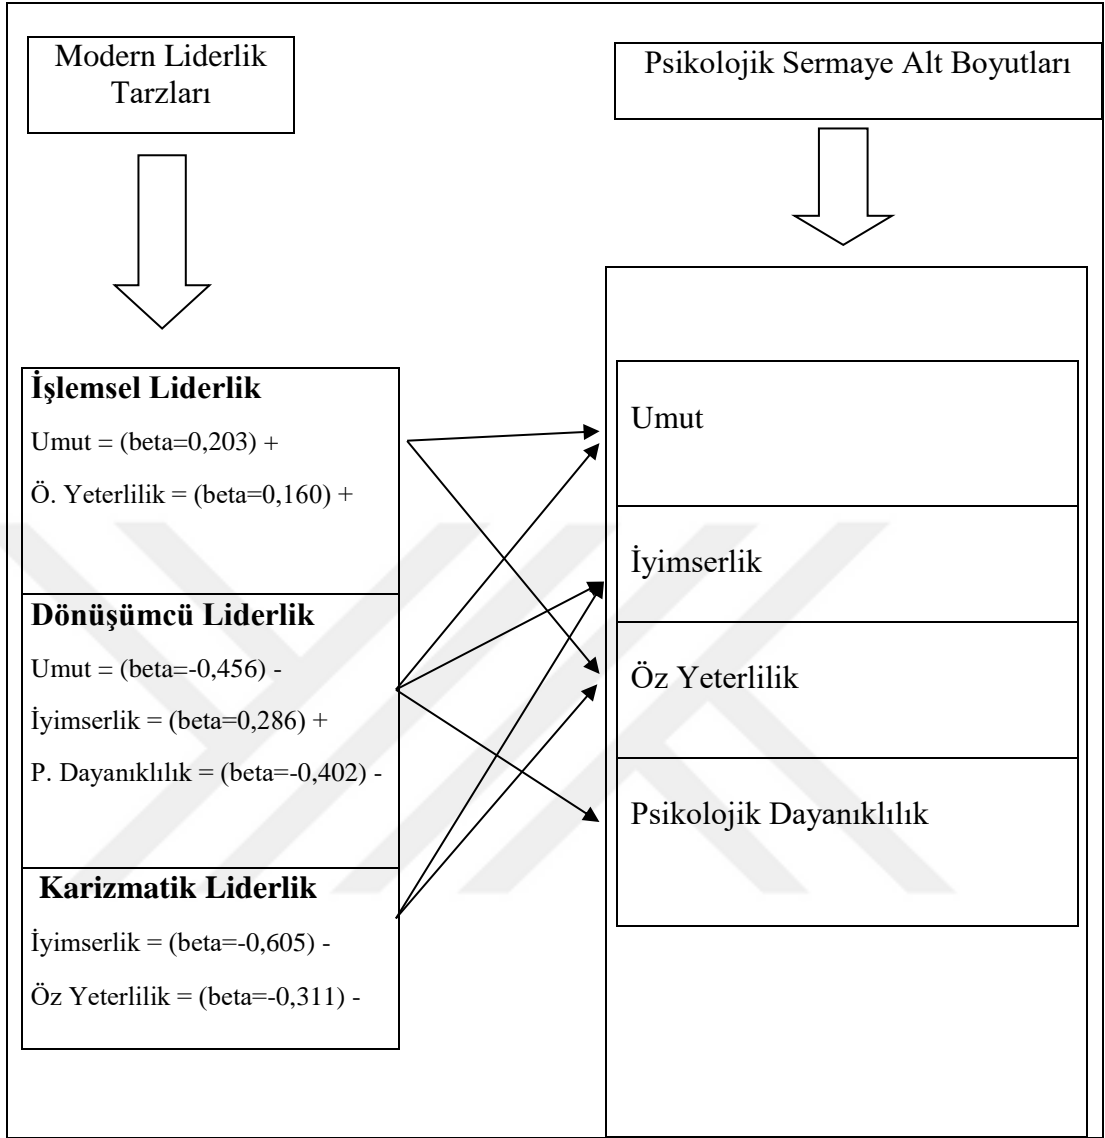 Modern Liderlik
Tarzları
Psikolojik Sermaye Alt Boyutları
İşlemsel Liderlik
Umut = (beta=0,203) +
Ö. Yeterlilik = (beta=0,160) +
Dönüşümcü Liderlik
Umut = (beta=-0,456) -
İyimserlik = (beta=0,286) +
P. Dayanıklılık = (beta=-0,402) -
Karizmatik Liderlik
İyimserlik = (beta=-0,605) -
Öz Yeterlilik = (beta=-0,311) -
Umut
İyimserlik
Öz Yeterlilik
Psikolojik Dayanıklılık